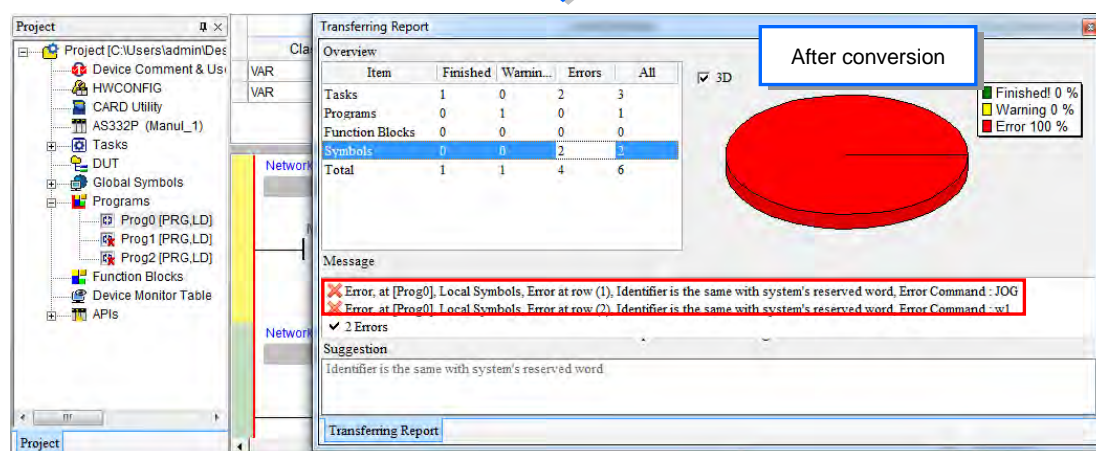 Project
Project [C:\Users\admin\Des
Device Comment & Us
HWCONFIG
CARD Utility
AS332P (Manul_1)
Tasks
DUT
Global Symbols
Programs
Prog0 [PRG,LD]
Prog1 [PRG,LD]
Prog2 [PRG,LD]
Function Blocks
Device Monitor Table
APIs
Project
Cla
VAR
VAR
Network
Network
Transferring Report
After conversion
Overview
Item Finished Warnin... Errors All
Tasks 1 0 2 3
Programs 0 1 0 1
Function Blocks 0 0 0 0
Symbols 0 0 2 2
Total 1 1 4 6
3D
Finished! 0 %
Warning 0 %
Error 100 %
Message
Error, at [Prog0], Local Symbols, Error at row (1), Identifier is the same with system's reserved word, Error Command : JOG
Error, at [Prog0], Local Symbols, Error at row (2), Identifier is the same with system's reserved word, Error Command : w1
2 Errors
Suggestion
Identifier is the same with system's reserved word
Transferring Report